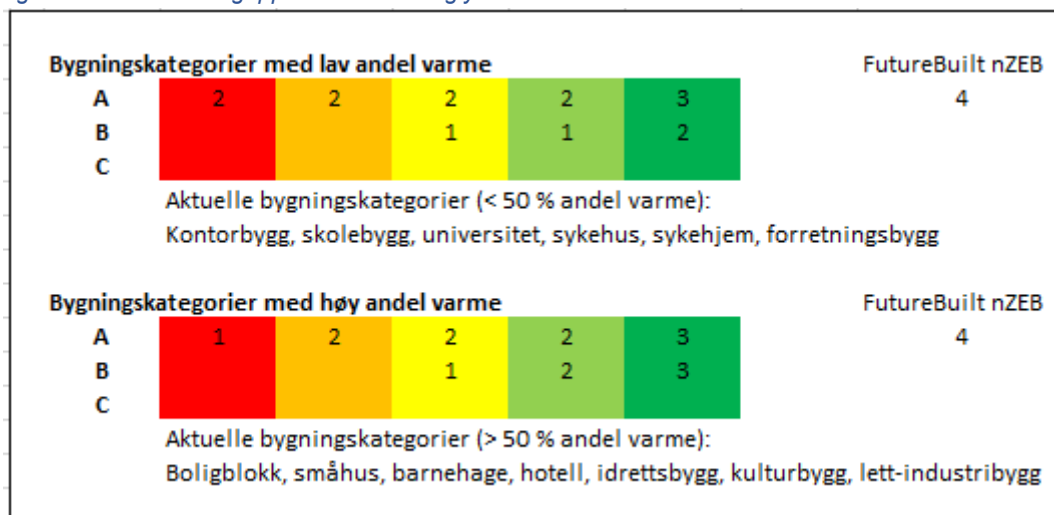 Bygningskategorier med lav andel varme FutureBuilt nZEB
A 2 2 2 2 3 4
B 1 1 2
C
Aktuelle bygningskategorier (< 50 % andel varme):
Kontorbygg, skolebygg, universitet, sykehus, sykehjem, forretningsbygg
Bygningskategorier med høy andel varme FutureBuilt nZEB
A 1 2 2 2 3 4
B 1 2 3
C
Aktuelle bygningskategorier (> 50 % andel varme):
Boligblokk, småhus, barnehage, hotell, idrettsbygg, kulturbygg, lett-industribygg